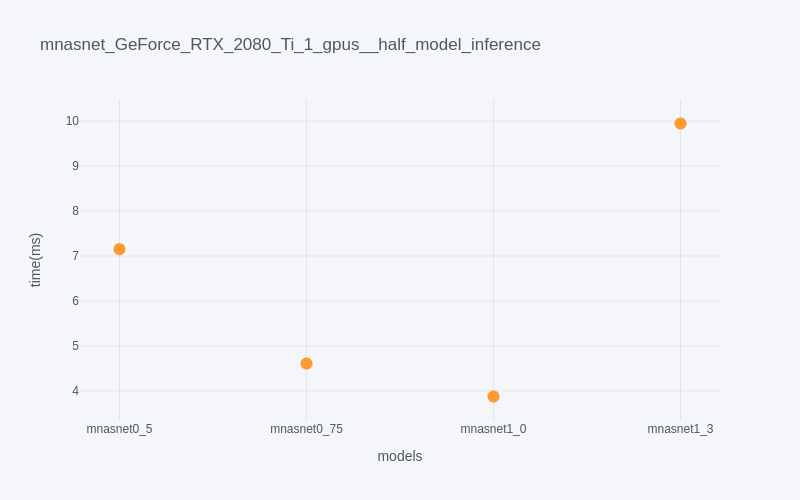 mnasnet_GeForce_RTX_2080_Ti_1_gpus__half_model_inference
10
9
8
7
6
5
4
time(ms)
mnasnet0_5
mnasnet0_75
mnasnet1_0
mnasnet1_3
models